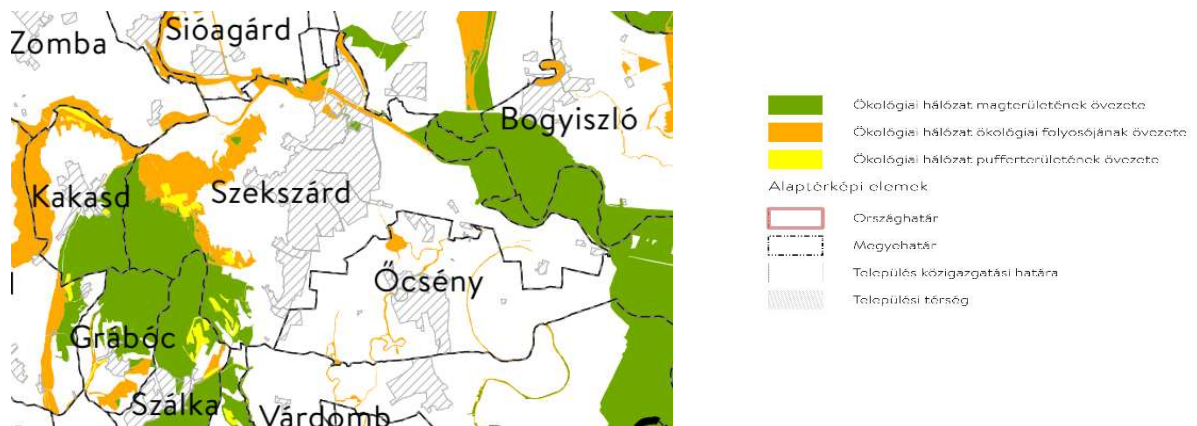 Zomba
Sióagárd
Bogyiszló
Kakasd
Szekszárd
Őcsény
Grábóc
Szálka
Várdomb
Ökológiai hálózat magterületének övezete
Ökológiai hálózat ökológiai folyosójának övezete
Ökológiai hálózat pufferterületének övezete
Alaptérképi elemek
Országhatár
Megyehatár
Település közigazgatási határa
Települési térség